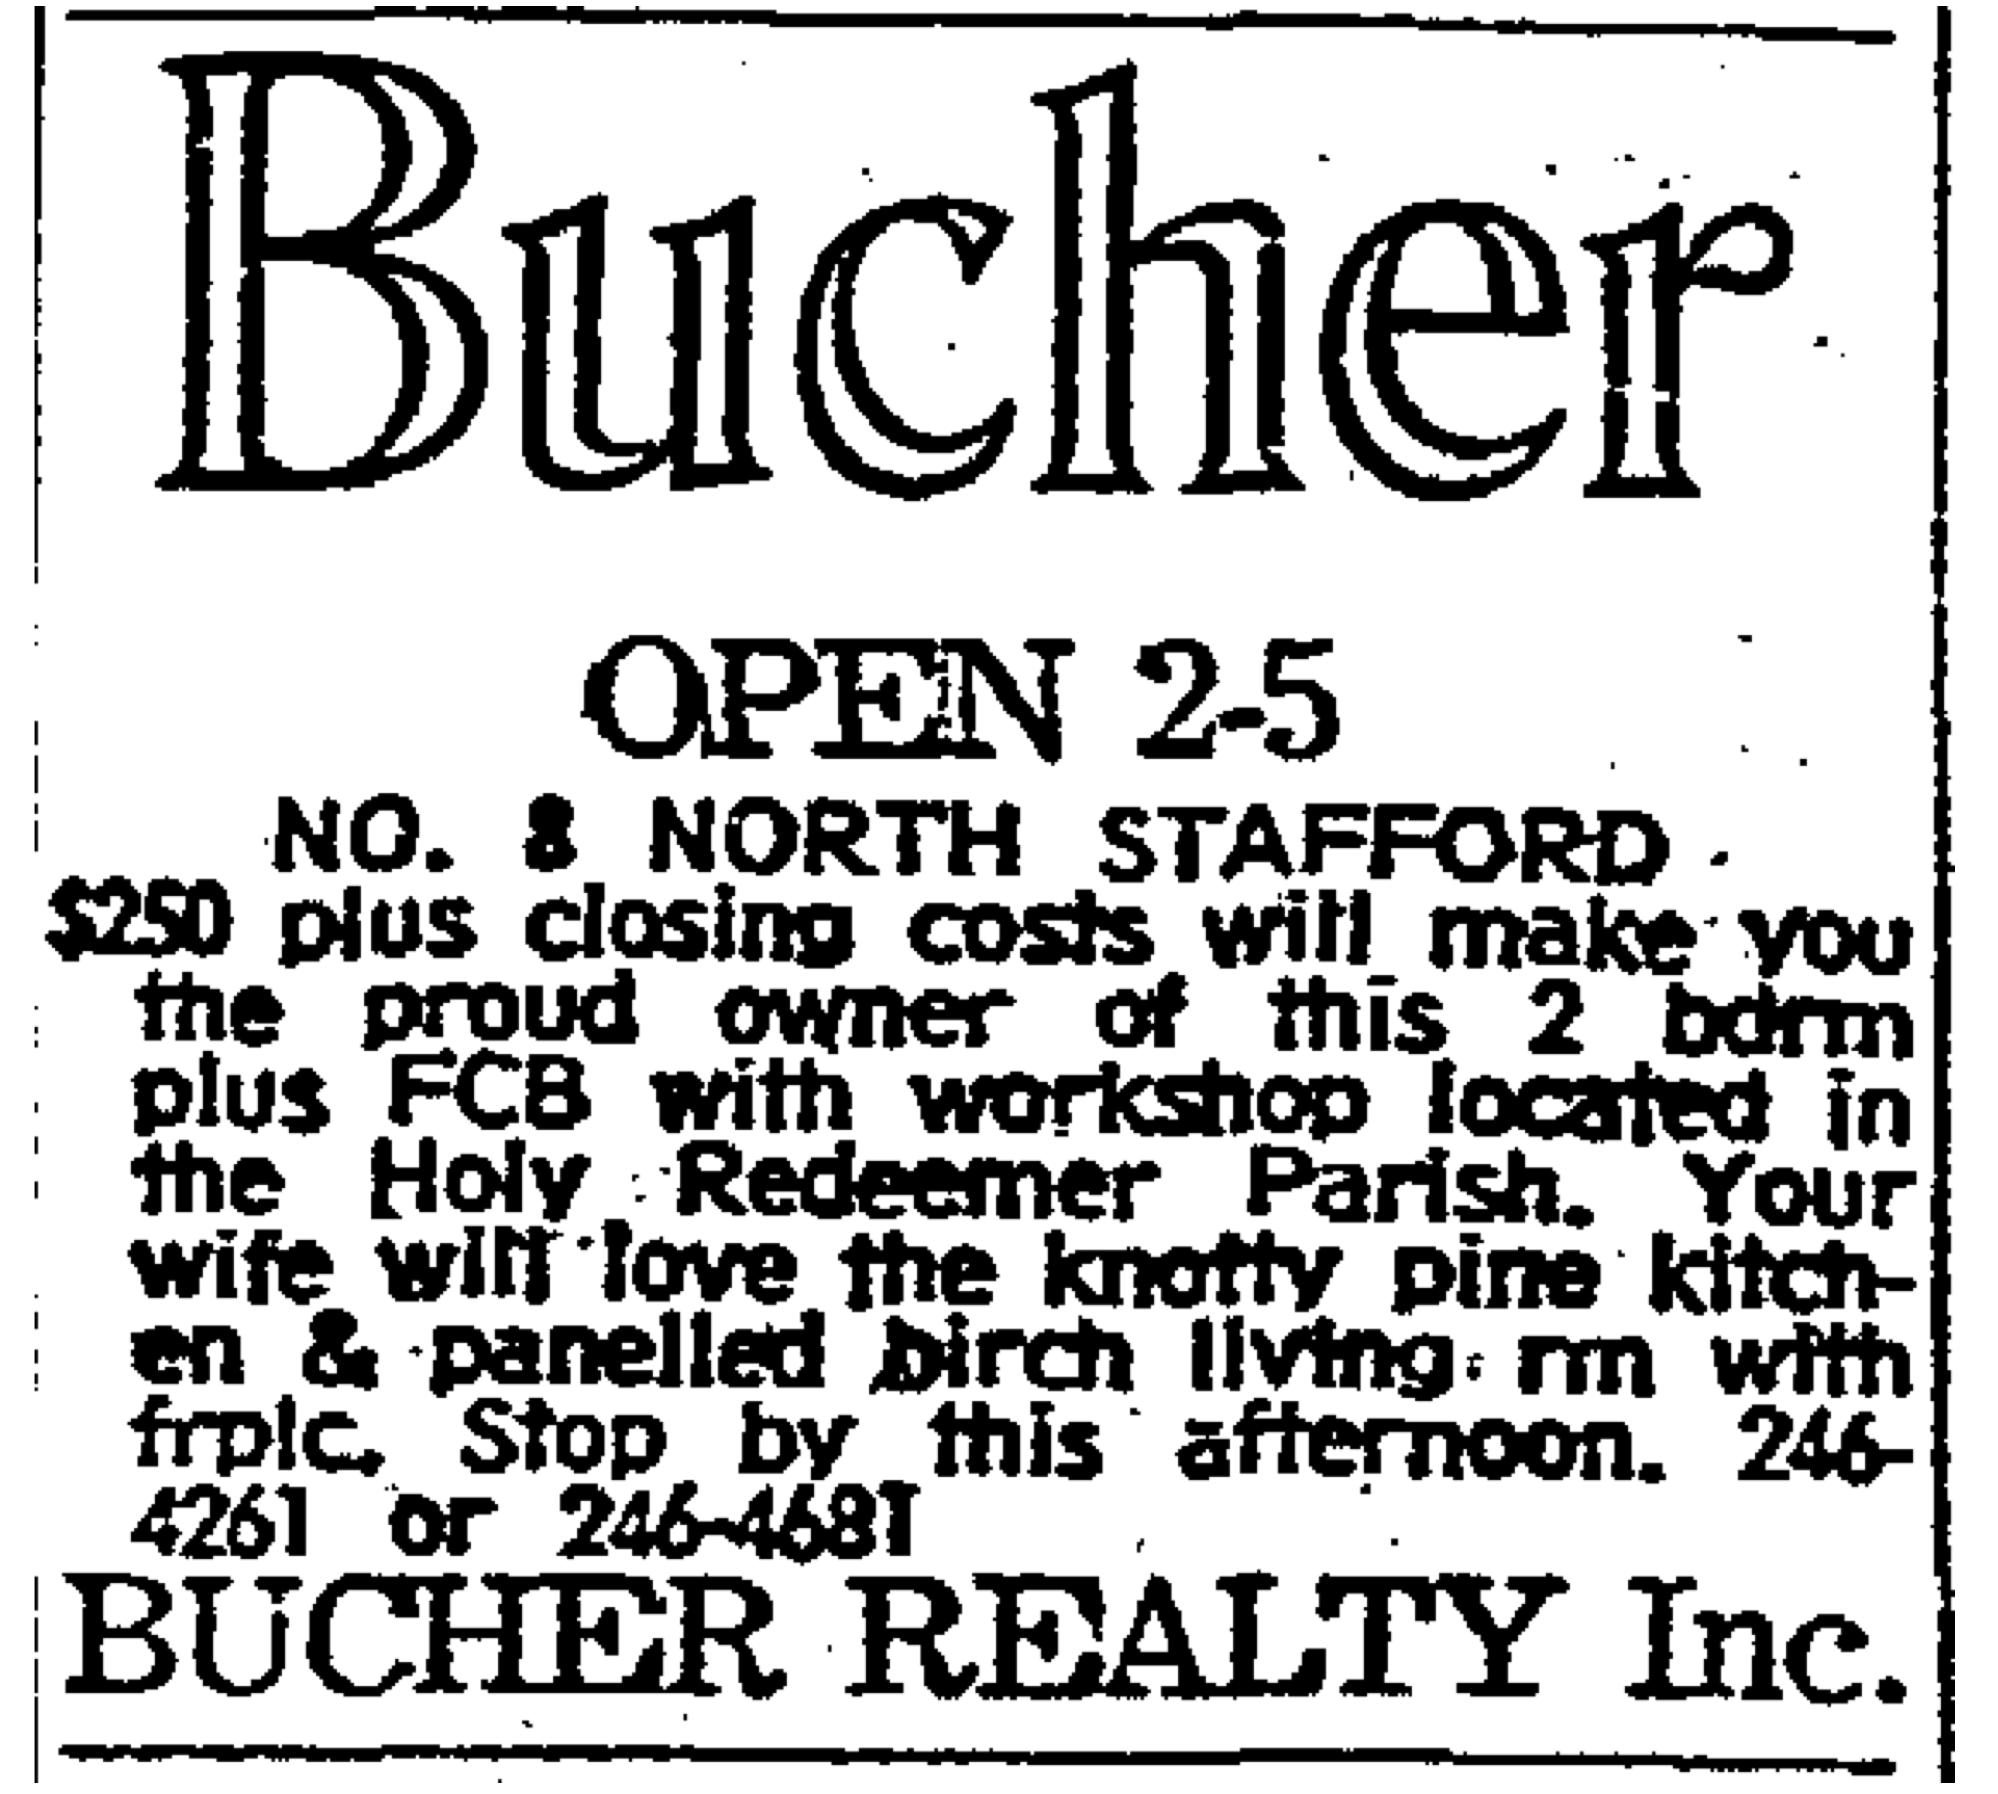 Bucher
OPEN 2-5
NO. 8 NORTH STAFFORD
$250 plus closing costs will make you
the proud owner of this 2 bdrm
plus FCB with workshop located in
the Holy Redeemer Parish. Your
wife will love the knotty pine kitch-
en & panelled birch living rm with
frplc. Stop by this afternoon. 246-
4261 or 246-4681
BUCHER REALTY Inc.